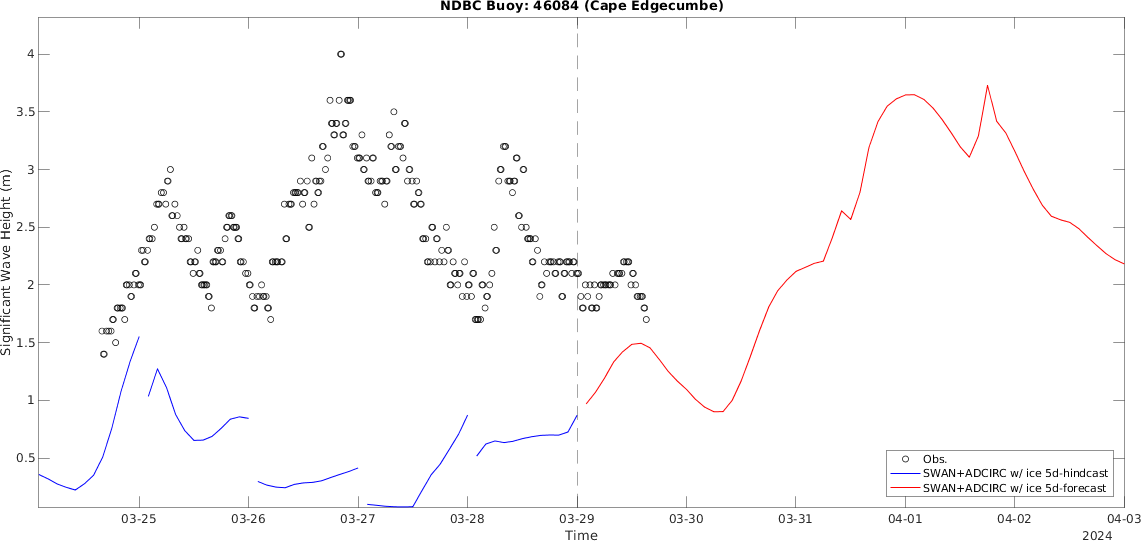 NDBC Buoy: 46084 (Cape Edgecumbe)
Significant Wave Height (m)
4
3.5
3
2.5
2
1.5
1
0.5
Obs.
SWAN+ADCIRC w/ ice 5d-hindcast
SWAN+ADCIRC w/ ice 5d-forecast
03-25 03-26 03-27 03-28 03-29 03-30 03-31 04-01 04-02 04-03
Time
2024